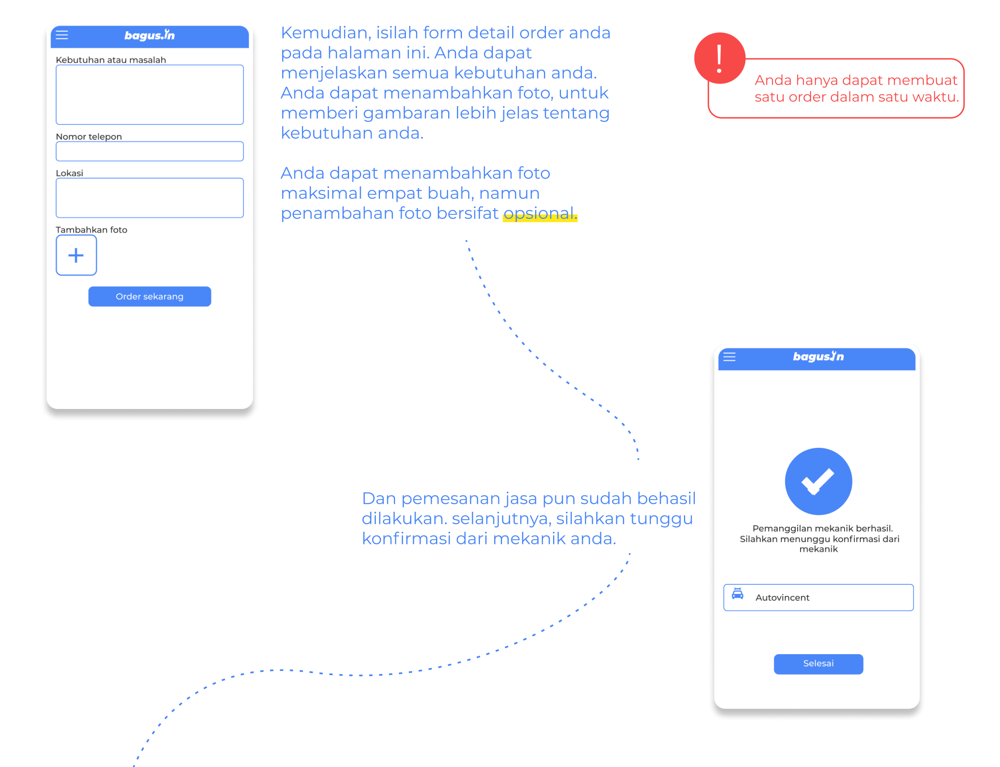 bagus.in
Kebutuhan atau masalah
Nomor telepon
Lokasi
Tambahkan foto
+
Order sekarang
Kemudian, isilah form detail order anda
pada halaman ini. Anda dapat
menjelaskan semua kebutuhan anda.
Anda dapat menambahkan foto, untuk
memberi gambaran lebih jelas tentang
kebutuhan anda.
Anda dapat menambahkan foto
maksimal empat buah, namun
penambahan foto bersifat opsional.
!
Anda hanya dapat membuat
satu order dalam satu waktu.
Dan pemesanan jasa pun sudah behasil
dilakukan. selanjutnya, silahkan tunggu
konfirmasi dari mekanik anda.
bagus.in
Pemanggilan mekanik berhasil.
Silahkan menunggu konfirmasi dari
mekanik
Autovincent
Selesai